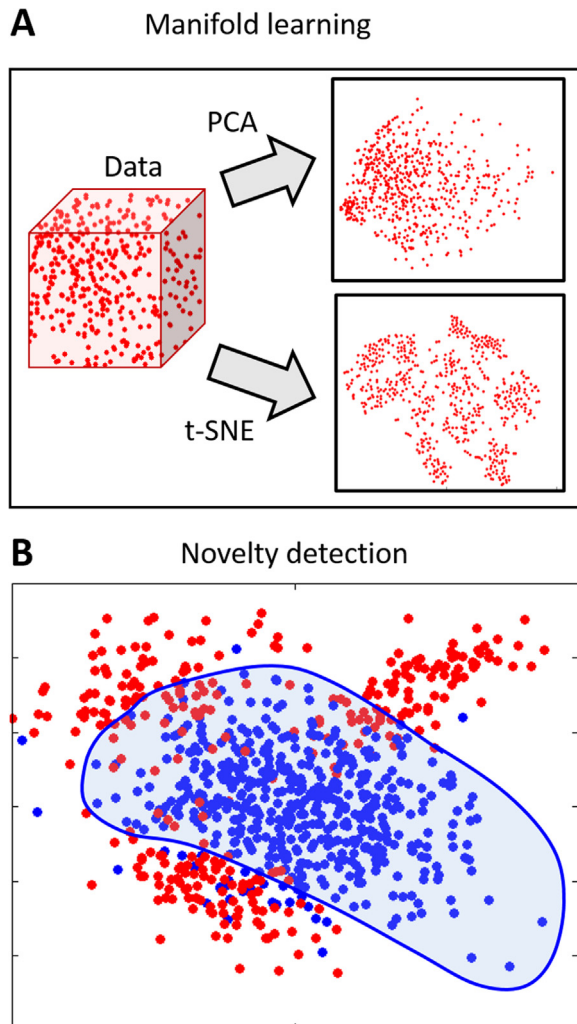 A
Manifold learning
PCA
Data
t-SNE
B
Novelty detection